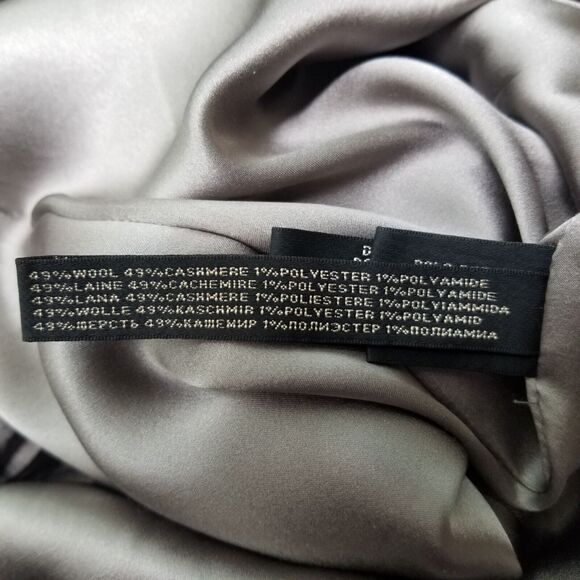 49%WOOL 49%CASHMERE 1%POLYESTER 1%POLYAMIDE
49%LAINE 49%CACHEMIRE 1%POLYESTER 1%POLYAMIDE
49%LANA 49%CASHMERE 1%POLIESTERE 1%POLYIAMMIDA
49%WOLLE 49%KASCHMIR 1%POLYESTER 1%POLYAMID
49%ШЕРСТЬ 49%КАШЕМИР 1%ПОЛИЭСТЕР 1%ПОЛИАМИА